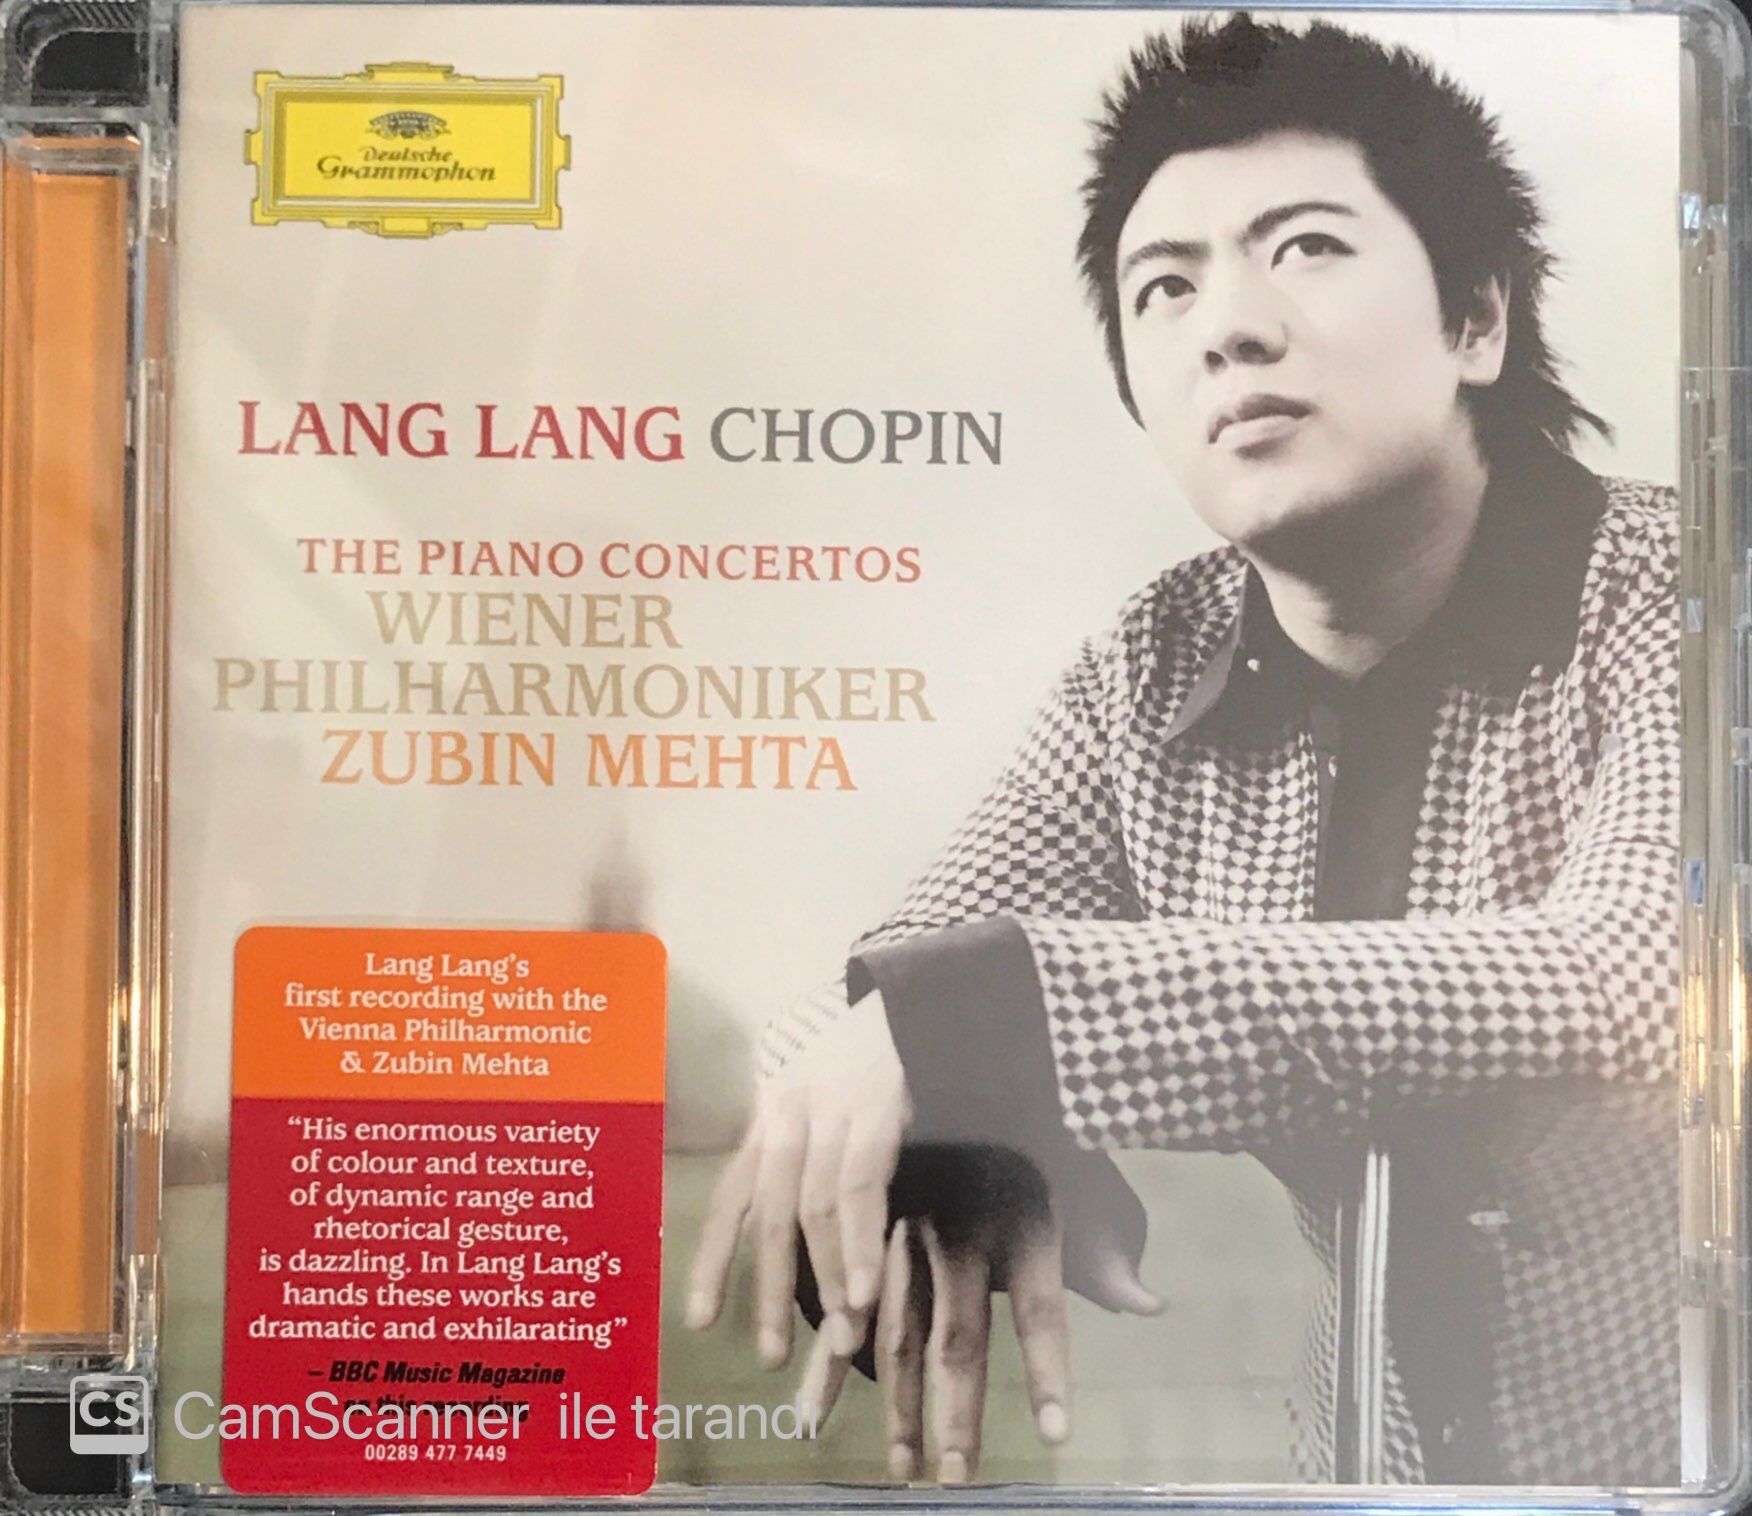 Deutsche
Grammophon
LANG LANG CHOPIN
THE PIANO CONCERTOS
WIENER
PHILHARMONIKER
ZUBIN MEHTA
Lang Lang's
first recording with the
Vienna Philharmonic
& Zubin Mehta
“His enormous variety
of colour and texture,
of dynamic range and
rhetorical gesture,
is dazzling. In Lang Lang's
hands these works are
dramatic and exhilarating”
– BBC Music Magazine
on this recording
CS CamScanner ile tarandı
00289 477 7449